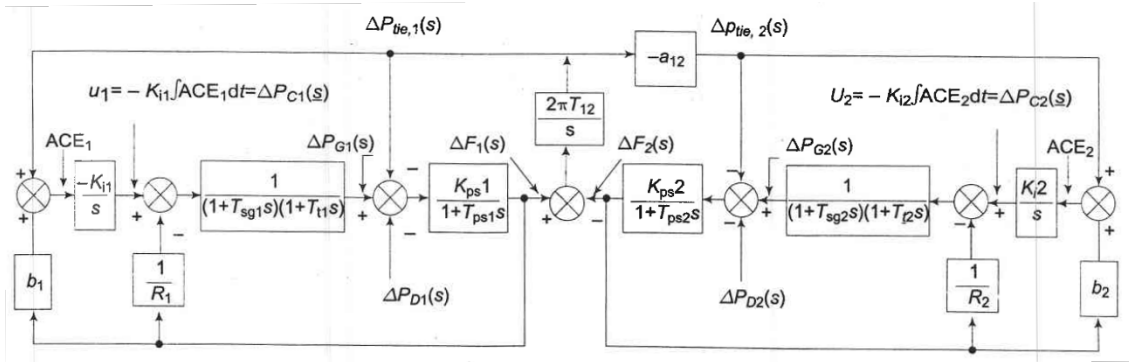 ΔP_tie,1(s)
Δp_tie, 2(s)
–a12
u1= – Ki1∫ACE1dt=ΔPC1(s)
2πT12
s
U2= – Ki2∫ACE2dt=ΔPC2(s)
ACE1
ΔPG1(s)
ΔF1(s)
ΔF2(s)
ΔPG2(s)
ACE2
+
–Ki1
s
+
+
–
1
(1+Tsg1s)(1+Tt1s)
+
–
–
Kps1
1+Tps1s
+
–
Kps2
1+Tps2s
–
–
+
1
(1+Tsg2s)(1+Tt2s)
–
+
Ki2
s
+
+
b1
1
R1
ΔPD1(s)
ΔPD2(s)
1
R2
b2